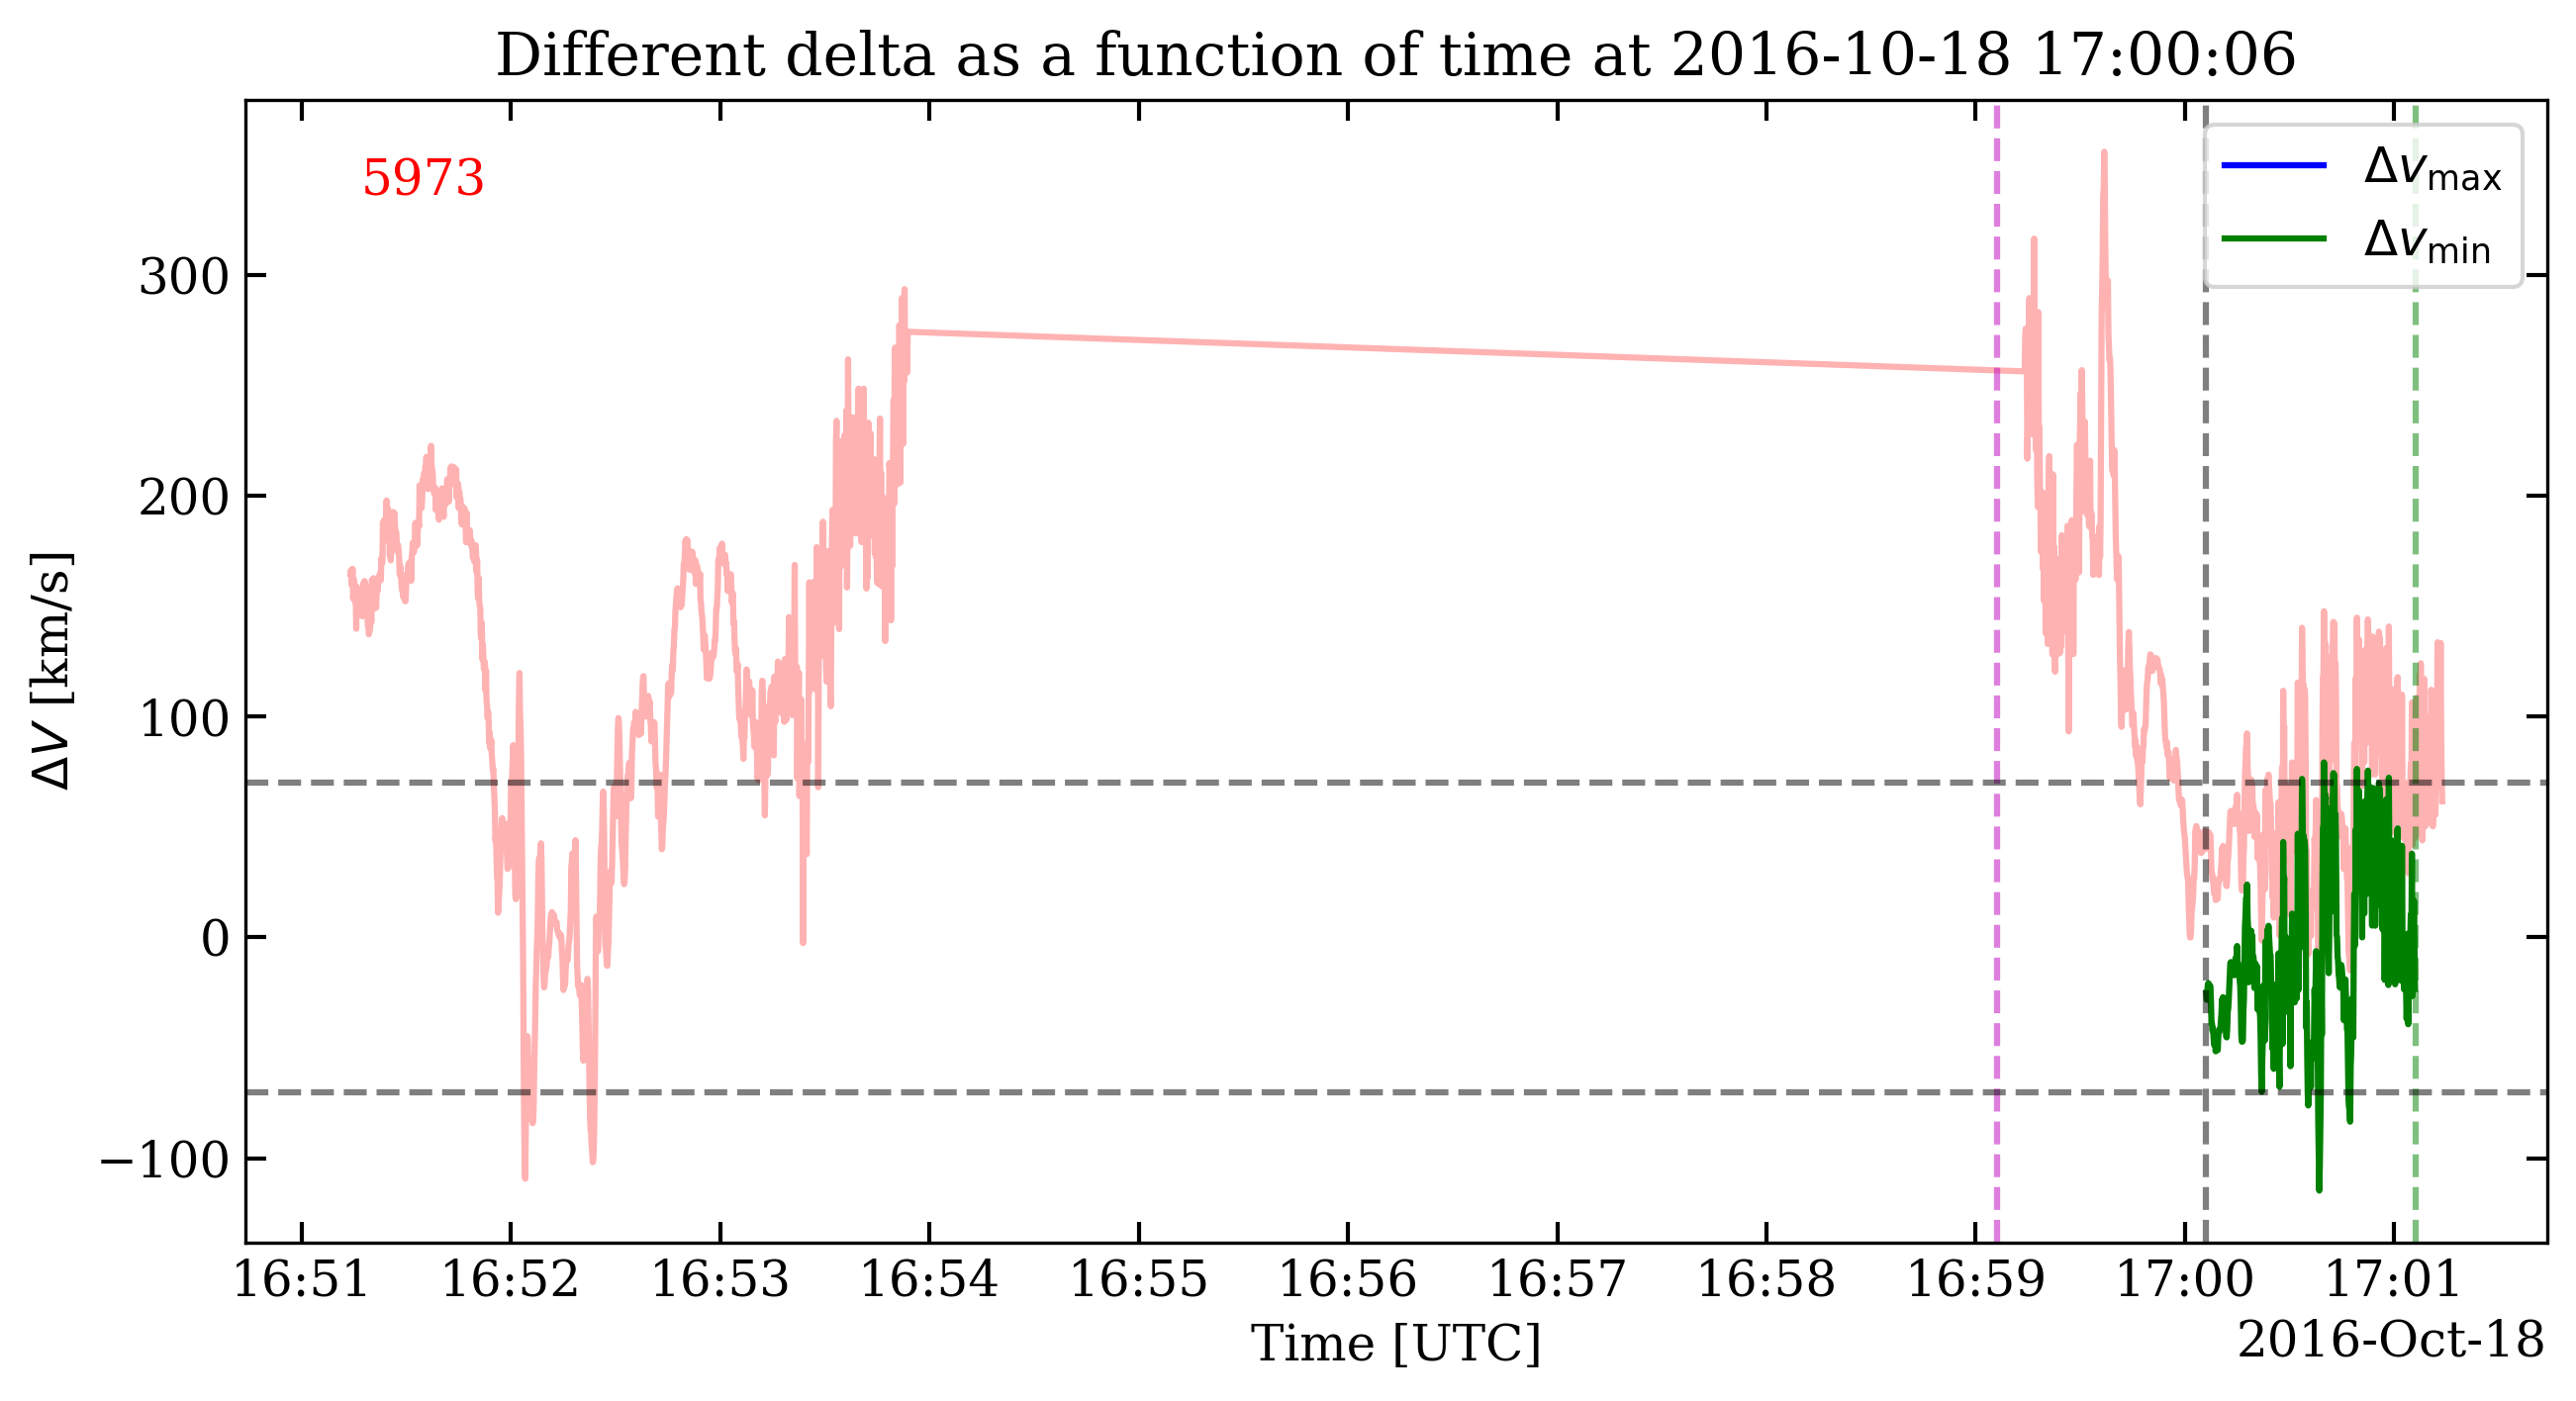 Different delta as a function of time at 2016-10-18 17:00:06
5973
Δv_max
Δv_min
ΔV [km/s]
300
200
100
0
−100
16:51 16:52 16:53 16:54 16:55 16:56 16:57 16:58 16:59 17:00 17:01
Time [UTC]
2016-Oct-18